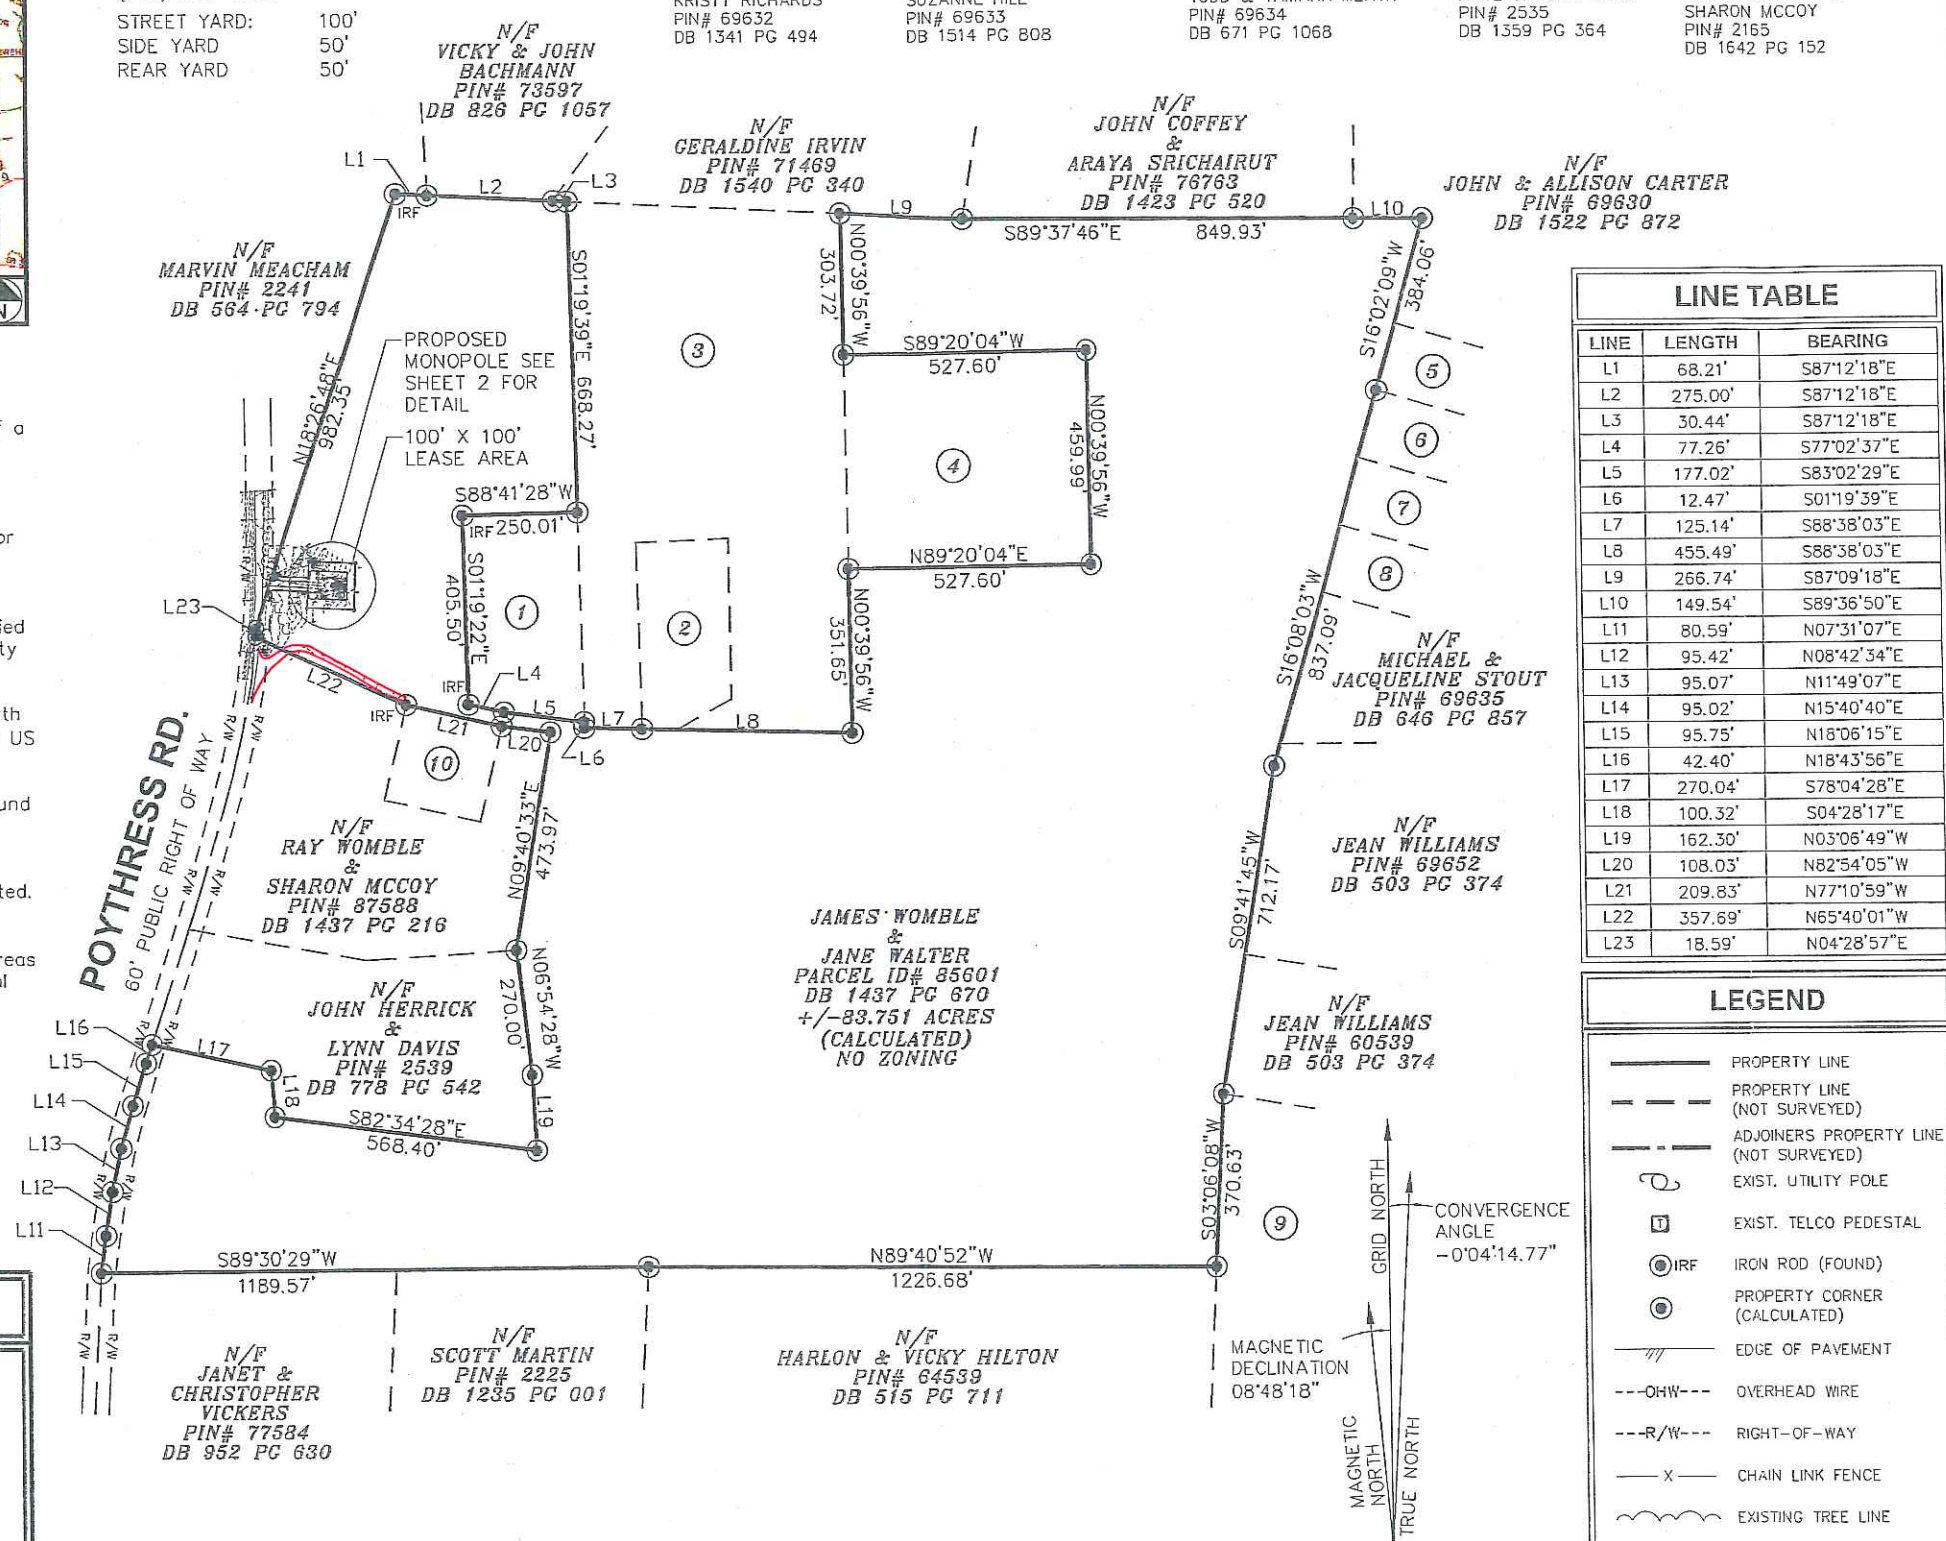 STREET YARD: 100'
SIDE YARD 50'
REAR YARD 50'
PIN# 69632
DB 1341 PG 494
PIN# 69633
DB 1514 PG 808
PIN# 69634
DB 671 PG 1068
PIN# 2535
DB 1359 PG 364
SHARON MCCOY
PIN# 2165
DB 1642 PG 152
N/F
VICKY & JOHN
BACHMANN
PIN# 73597
DB 826 PG 1057
N/F
GERALDINE IRVIN
PIN# 71469
DB 1540 PG 340
N/F
JOHN COFFEY
&
ARAYA SRICHAIRUT
PIN# 76763
DB 1423 PG 520
N/F
JOHN & ALLISON CARTER
PIN# 69630
DB 1522 PG 872
L1
L2
L3
IRF
L9
S89°37'46"E 849.93'
L10
N/F
MARVIN MEACHAM
PIN# 2241
DB 564 PG 794
N18°26'48"E
982.35'
PROPOSED
MONOPOLE SEE
SHEET 2 FOR
DETAIL
100' X 100'
LEASE AREA
S01°19'39"E 668.27'
3
N00°39'56"W
303.72'
S89°20'04"W
527.60'
4
N00°39'56"W
459.99'
N89°20'04"E
527.60'
N00°39'56"W
351.65'
S16°02'09"W
384.06'
5
6
7
8
S16°08'03"W
837.09'
S88°41'28"W
IRF 250.01'
S01°19'22"E
405.50'
1
2
L23
R/W
L22
IRF
IRF
L4
L5
L6
L7
L8
L21
L20
10
N09°40'33"E
473.97'
POYTHRESS RD.
60' PUBLIC RIGHT OF WAY
R/W
R/W
R/W
R/W
N/F
RAY WOMBLE
&
SHARON MCCOY
PIN# 87588
DB 1437 PG 216
N/F
JOHN HERRICK
&
LYNN DAVIS
PIN# 2539
DB 778 PG 542
N06°54'28"W
270.00'
L19
L16
L15
L14
L13
L12
L11
L17
L18
R/W
R/W
R/W
R/W
S82°34'28"E
568.40'
JAMES WOMBLE
&
JANE WALTER
PARCEL ID# 85601
DB 1437 PG 670
+/-83.751 ACRES
(CALCULATED)
NO ZONING
N/F
MICHAEL &
JACQUELINE STOUT
PIN# 69635
DB 646 PG 857
S09°41'45"W
712.17'
N/F
JEAN WILLIAMS
PIN# 69652
DB 503 PG 374
N/F
JEAN WILLIAMS
PIN# 60539
DB 503 PG 374
S03°06'08"W
370.63'
9
S89°30'29"W
1189.57'
N89°40'52"W
1226.68'
R/W
R/W
N/F
JANET &
CHRISTOPHER
VICKERS
PIN# 77584
DB 952 PG 630
N/F
SCOTT MARTIN
PIN# 2225
DB 1235 PG 001
N/F
HARLON & VICKY HILTON
PIN# 64539
DB 515 PG 711
GRID NORTH
CONVERGENCE
ANGLE
-0°04'14.77"
MAGNETIC
DECLINATION
08°48'18"
MAGNETIC
NORTH
TRUE NORTH
LINE TABLE
LINE LENGTH BEARING
L1 68.21' S87°12'18"E
L2 275.00' S87°12'18"E
L3 30.44' S87°12'18"E
L4 77.26' S77°02'37"E
L5 177.02' S83°02'29"E
L6 12.47' S01°19'39"E
L7 125.14' S88°38'03"E
L8 455.49' S88°38'03"E
L9 266.74' S87°09'18"E
L10 149.54' S89°36'50"E
L11 80.59' N07°31'07"E
L12 95.42' N08°42'34"E
L13 95.07' N11°49'07"E
L14 95.02' N15°40'40"E
L15 95.75' N18°06'15"E
L16 42.40' N18°43'56"E
L17 270.04' S78°04'28"E
L18 100.32' S04°28'17"E
L19 162.30' N03°06'49"W
L20 108.03' N82°54'05"W
L21 209.83' N77°10'59"W
L22 357.69' N65°40'01"W
L23 18.59' N04°28'57"E
LEGEND
PROPERTY LINE
PROPERTY LINE
(NOT SURVEYED)
ADJOINERS PROPERTY LINE
(NOT SURVEYED)
EXIST. UTILITY POLE
T EXIST. TELCO PEDESTAL
IRF IRON ROD (FOUND)
PROPERTY CORNER
(CALCULATED)
EDGE OF PAVEMENT
---OHW--- OVERHEAD WIRE
---R/W--- RIGHT-OF-WAY
X CHAIN LINK FENCE
EXISTING TREE LINE